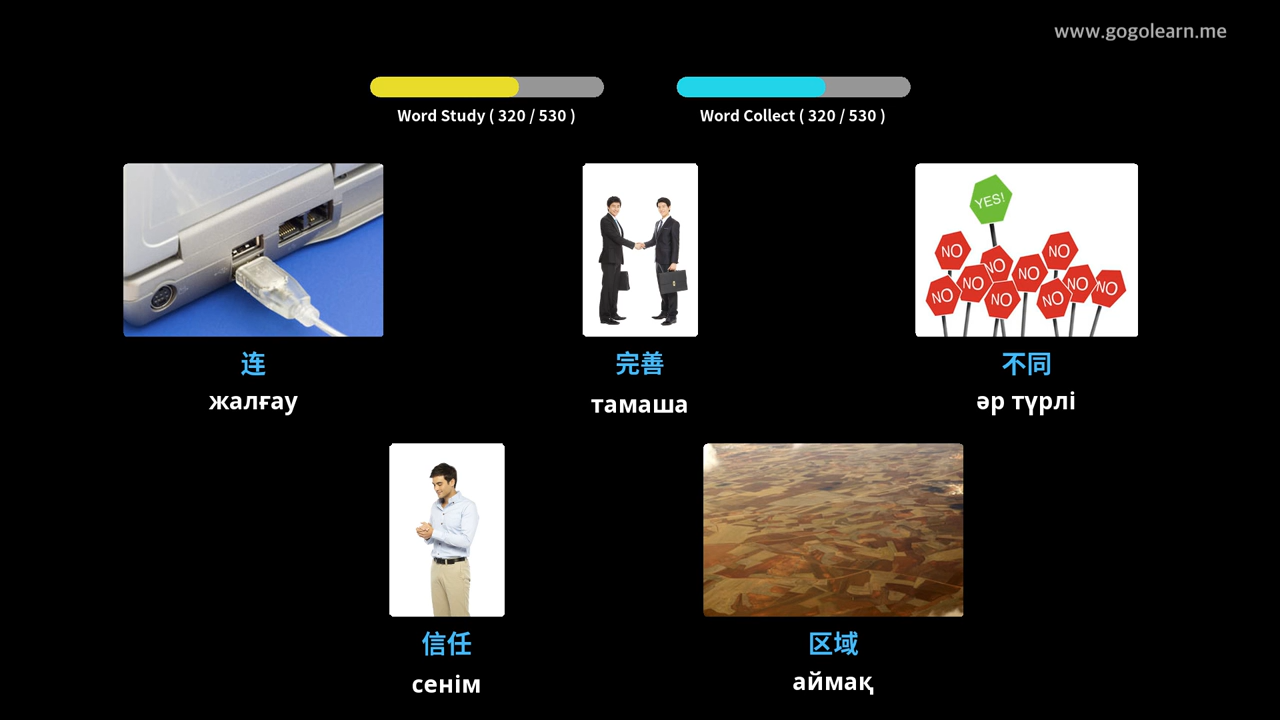 www.gogolearn.me
Word Study ( 320 / 530 )
Word Collect ( 320 / 530 )
YES!
NO
NO
NO
NO
NO
NO
NO
NO
NO
NO
连
жалғау
完善
тамаша
不同
әр түрлі
信任
сенім
区域
аймақ